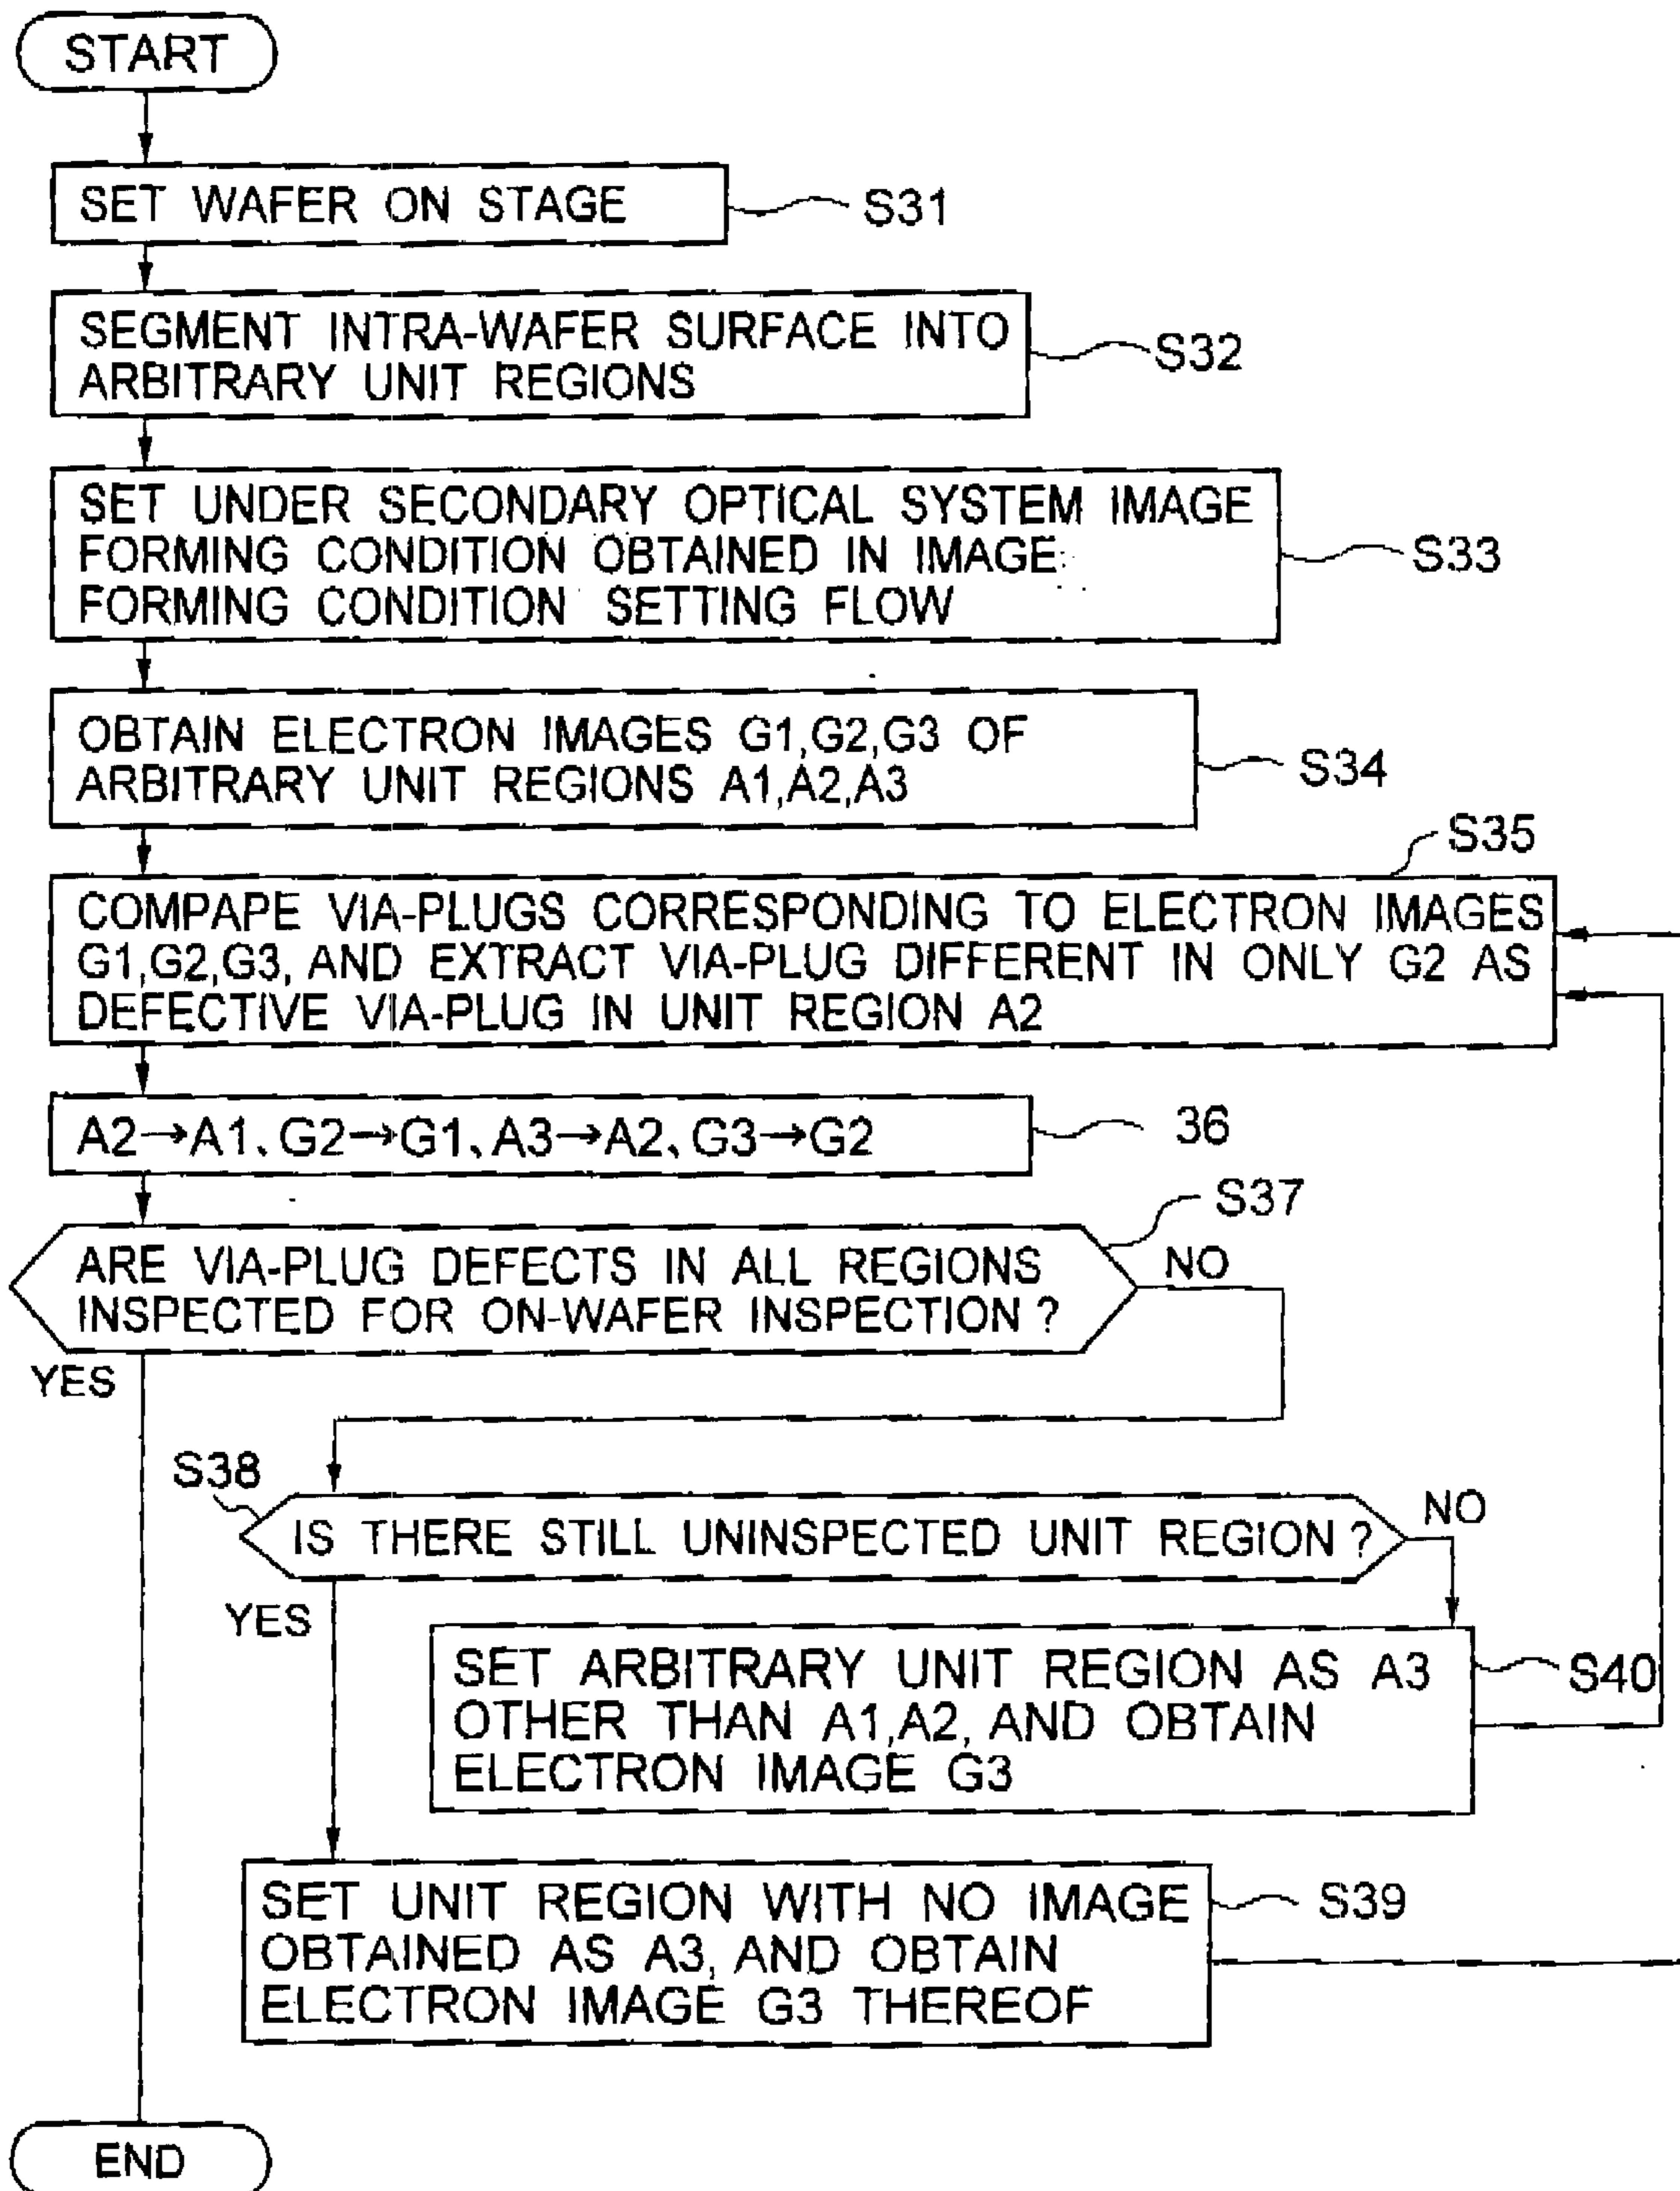 START
SET WAFER ON STAGE
S31
SEGMENT INTRA-WAFER SURFACE INTO
ARBITRARY UNIT REGIONS
S32
SET UNDER SECONDARY OPTICAL SYSTEM IMAGE
FORMING CONDITION OBTAINED IN IMAGE
FORMING CONDITION SETTING FLOW
S33
OBTAIN ELECTRON IMAGES G1,G2,G3 OF
ARBITRARY UNIT REGIONS A1,A2,A3
S34
S35
COMPAPE VIA-PLUGS CORRESPONDING TO ELECTRON IMAGES
G1,G2,G3, AND EXTRACT VIA-PLUG DIFFERENT IN ONLY G2 AS
DEFECTIVE VIA-PLUG IN UNIT REGION A2
A2→A1、G2→G1、A3→A2、G3→G2
36
S37
ARE VIA-PLUG DEFECTS IN ALL REGIONS
INSPECTED FOR ON-WAFER INSPECTION ?
NO
YES
S38
IS THERE STILL UNINSPECTED UNIT REGION ?
NO
YES
SET ARBITRARY UNIT REGION AS A3
OTHER THAN A1,A2, AND OBTAIN
ELECTRON IMAGE G3
S40
SET UNIT REGION WITH NO IMAGE
OBTAINED AS A3, AND OBTAIN
ELECTRON IMAGE G3 THEREOF
S39
END